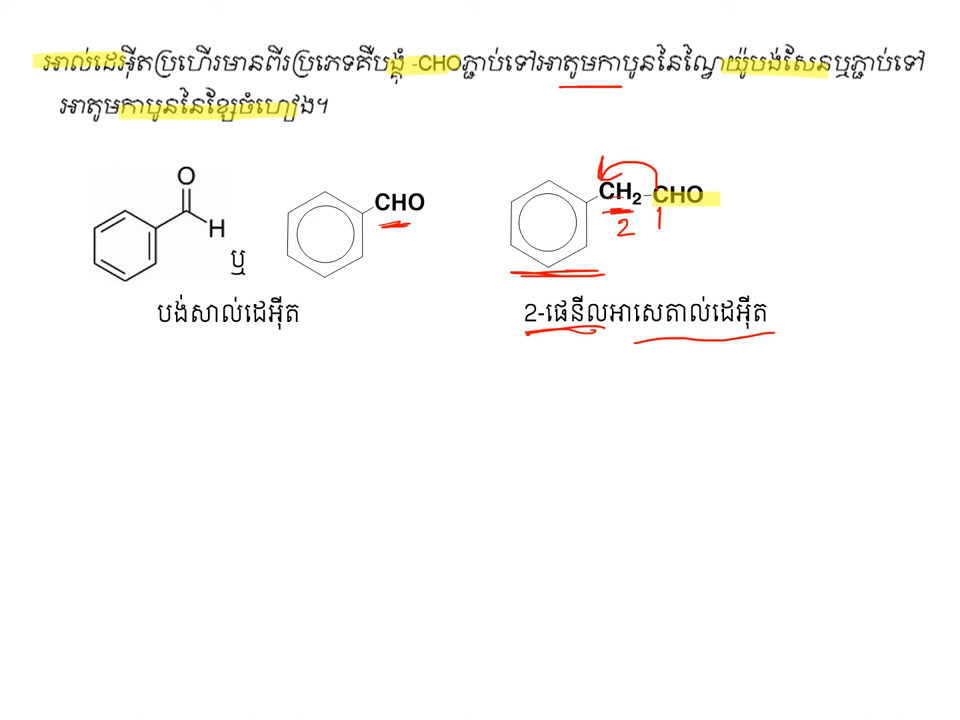 អាល់ដេអ៊ីតប្រហើរមានពីរប្រភេទគឺបង្គុំ -CHOភ្ជាប់ទៅអាតូមកាបូននៃណ្វៃយ៉ូបង់សែនឬភ្ជាប់ទៅ
អាតូមកាបូននៃខ្សែចំហៀង។
O
H
ឬ
CHO
CH2-CHO
2 1
បង់សាល់ដេអ៊ីត
2-ផេនីលអាសេតាល់ដេអ៊ីត